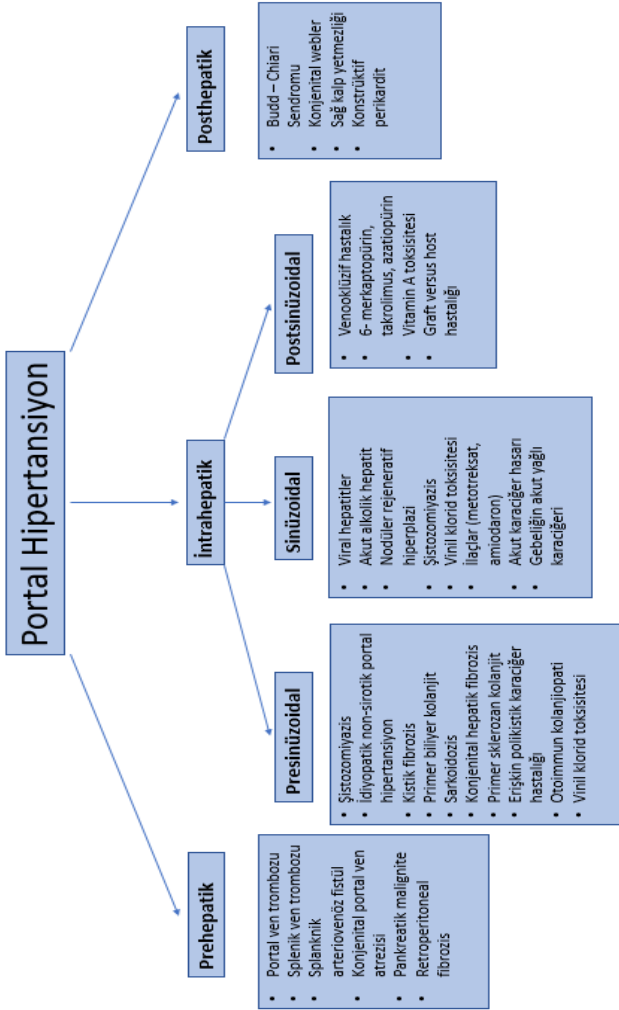 Portal Hipertansiyon
Prehepatik
• Portal ven trombozu
• Splenik ven trombozu
• Splanknik
arteriovenöz fistül
• Konjenital portal ven
atrezisi
• Pankreatik malignite
• Retroperitoneal
fibrozis
İntrahepatik
Presinüzoidal
• Şistozomiyazis
• İdiyopatik non-sirotik portal
hipertansiyon
• Kistik fibrozis
• Primer biliyer kolanjit
• Sarkoidozis
• Konjenital hepatik fibrozis
• Primer sklerozan kolanjit
• Erişkin polikistik karaciğer
hastalığı
• Otoimmun kolanjiopati
• Vinil klorid toksisitesi
Sinüzoidal
• Viral hepatitler
• Akut alkolik hepatit
• Nodüler rejeneratif
hiperplazi
• Şistozomiyazis
• Vinil klorid toksisitesi
• İlaçlar (metotreksat,
amiodaron)
• Akut karaciğer hasarı
• Gebeliğin akut yağlı
karaciğeri
Postsinüzoidal
• Venooklüzif hastalık
• 6- merkaptopürin,
takrolimus, azatiopürin
• Vitamin A toksisitesi
• Graft versus host
hastalığı
Posthepatik
• Budd – Chiari
Sendromu
• Konjenital webler
• Sağ kalp yetmezliği
• Konstrüktif
perikardit